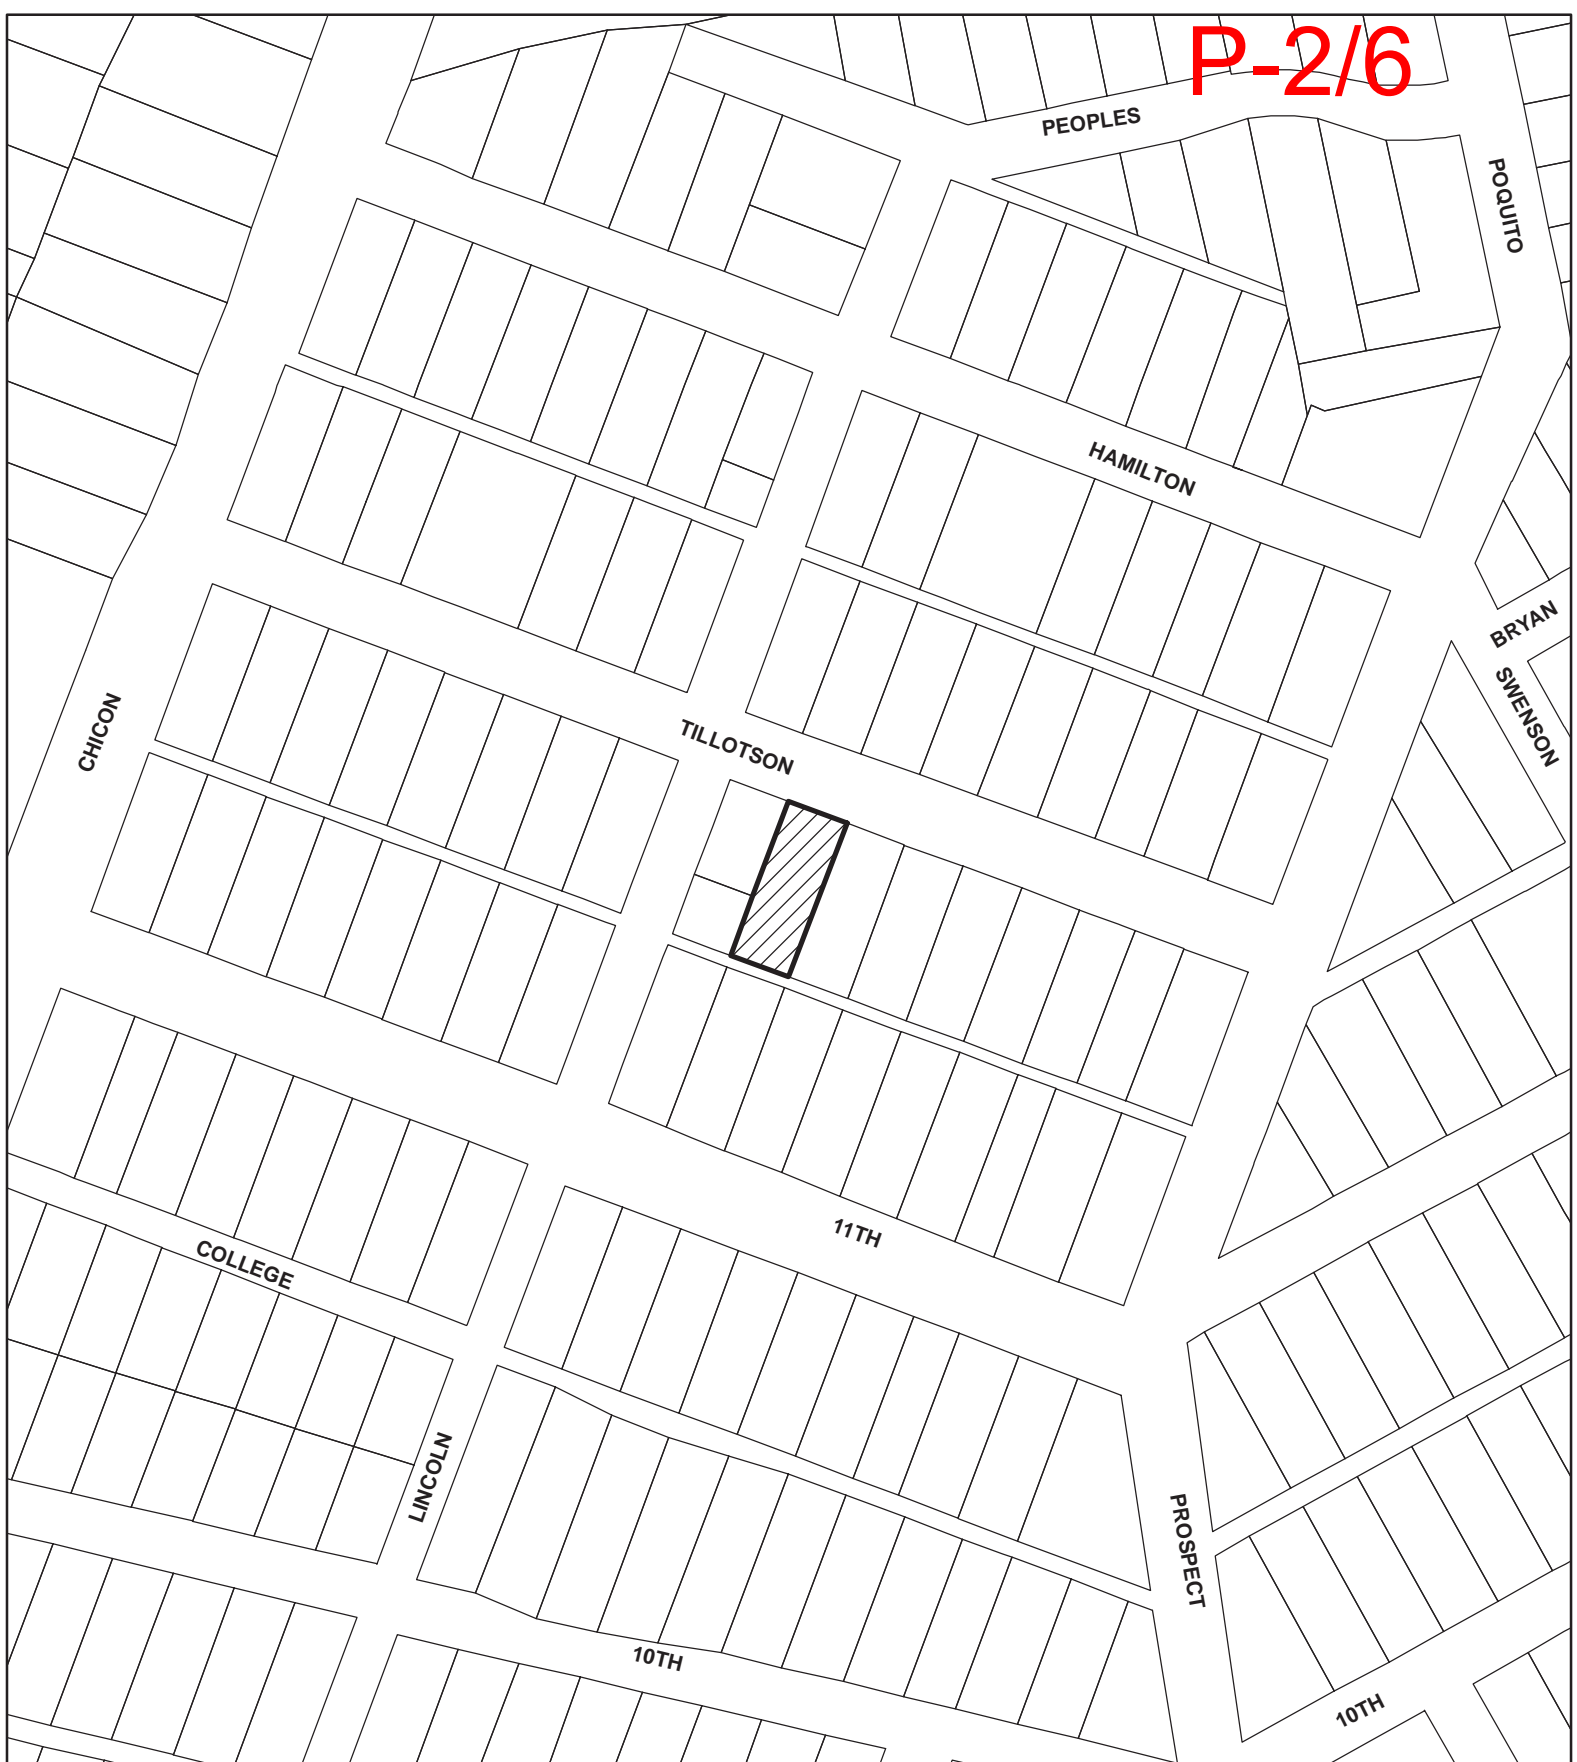 P-2/6
PEOPLES
POQUITO
HAMILTON
BRYAN
SWENSON
CHICON
TILLOTSON
11TH
COLLEGE
LINCOLN
PROSPECT
10TH
10TH